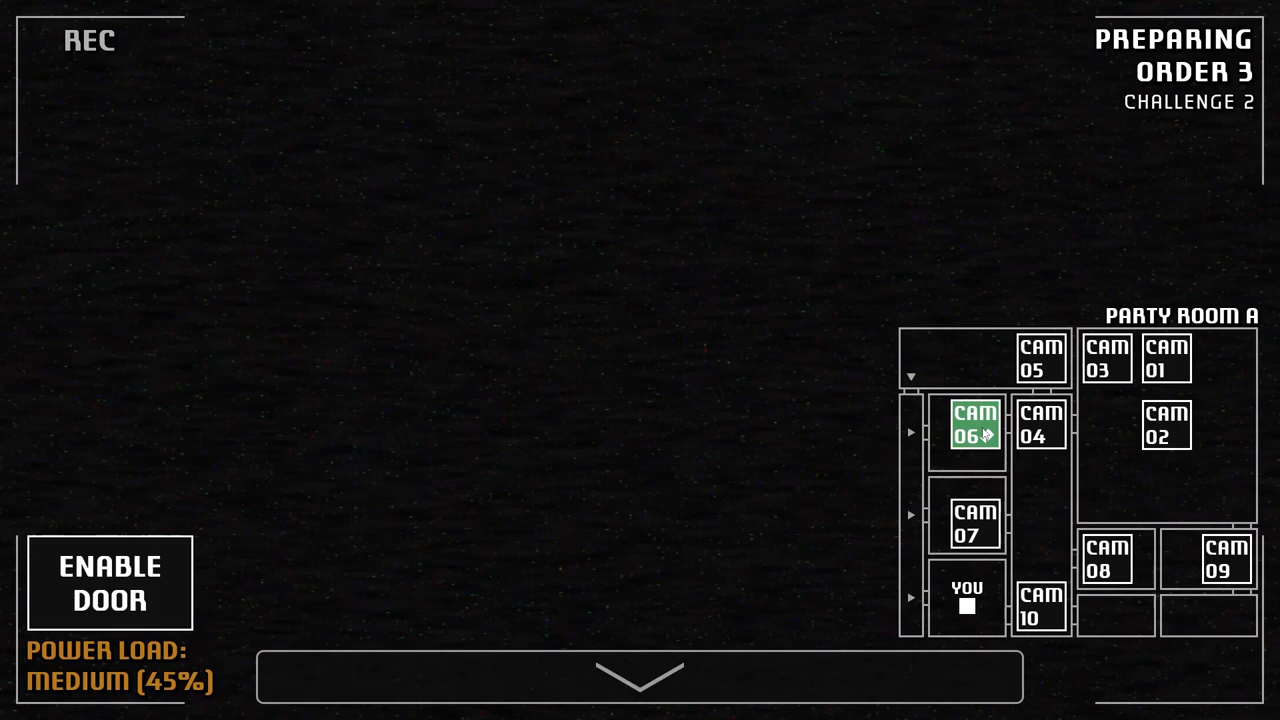 REC
PREPARING
ORDER 3
CHALLENGE 2
PARTY ROOM A
CAM
05
CAM
03
CAM
01
CAM
06
CAM
04
CAM
02
CAM
07
CAM
08
CAM
09
YOU
CAM
10
ENABLE
DOOR
POWER LOAD:
MEDIUM (45%)